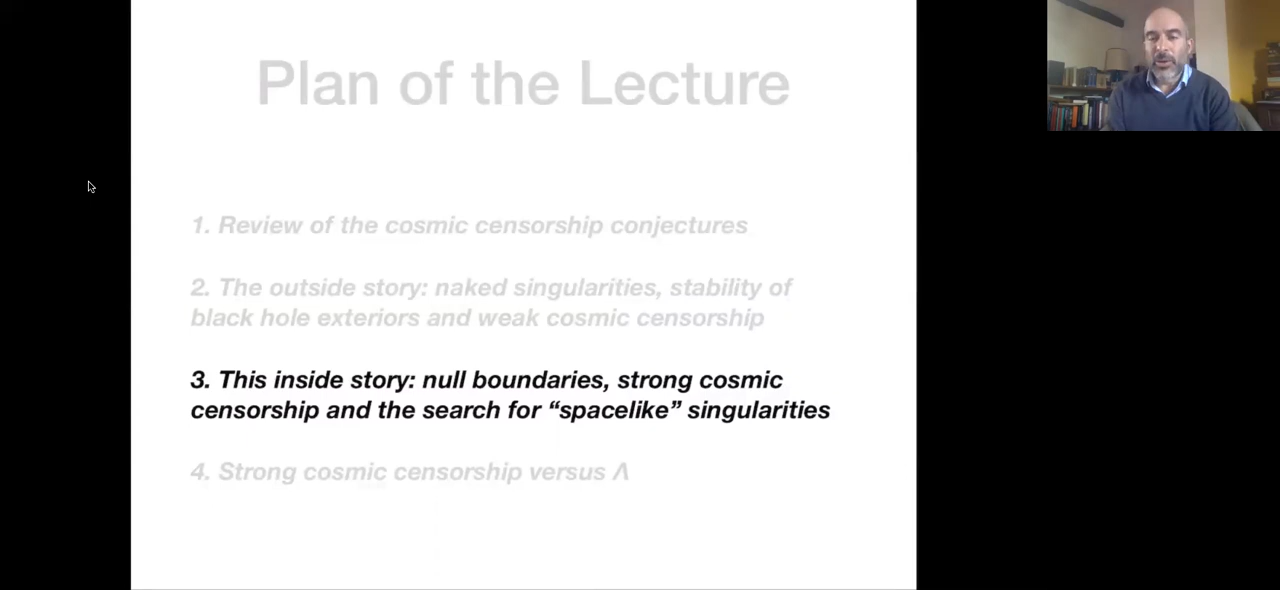 Plan of the Lecture
1. Review of the cosmic censorship conjectures
2. The outside story: naked singularities, stability of
black hole exteriors and weak cosmic censorship
3. This inside story: null boundaries, strong cosmic
censorship and the search for “spacelike” singularities
4. Strong cosmic censorship versus Λ